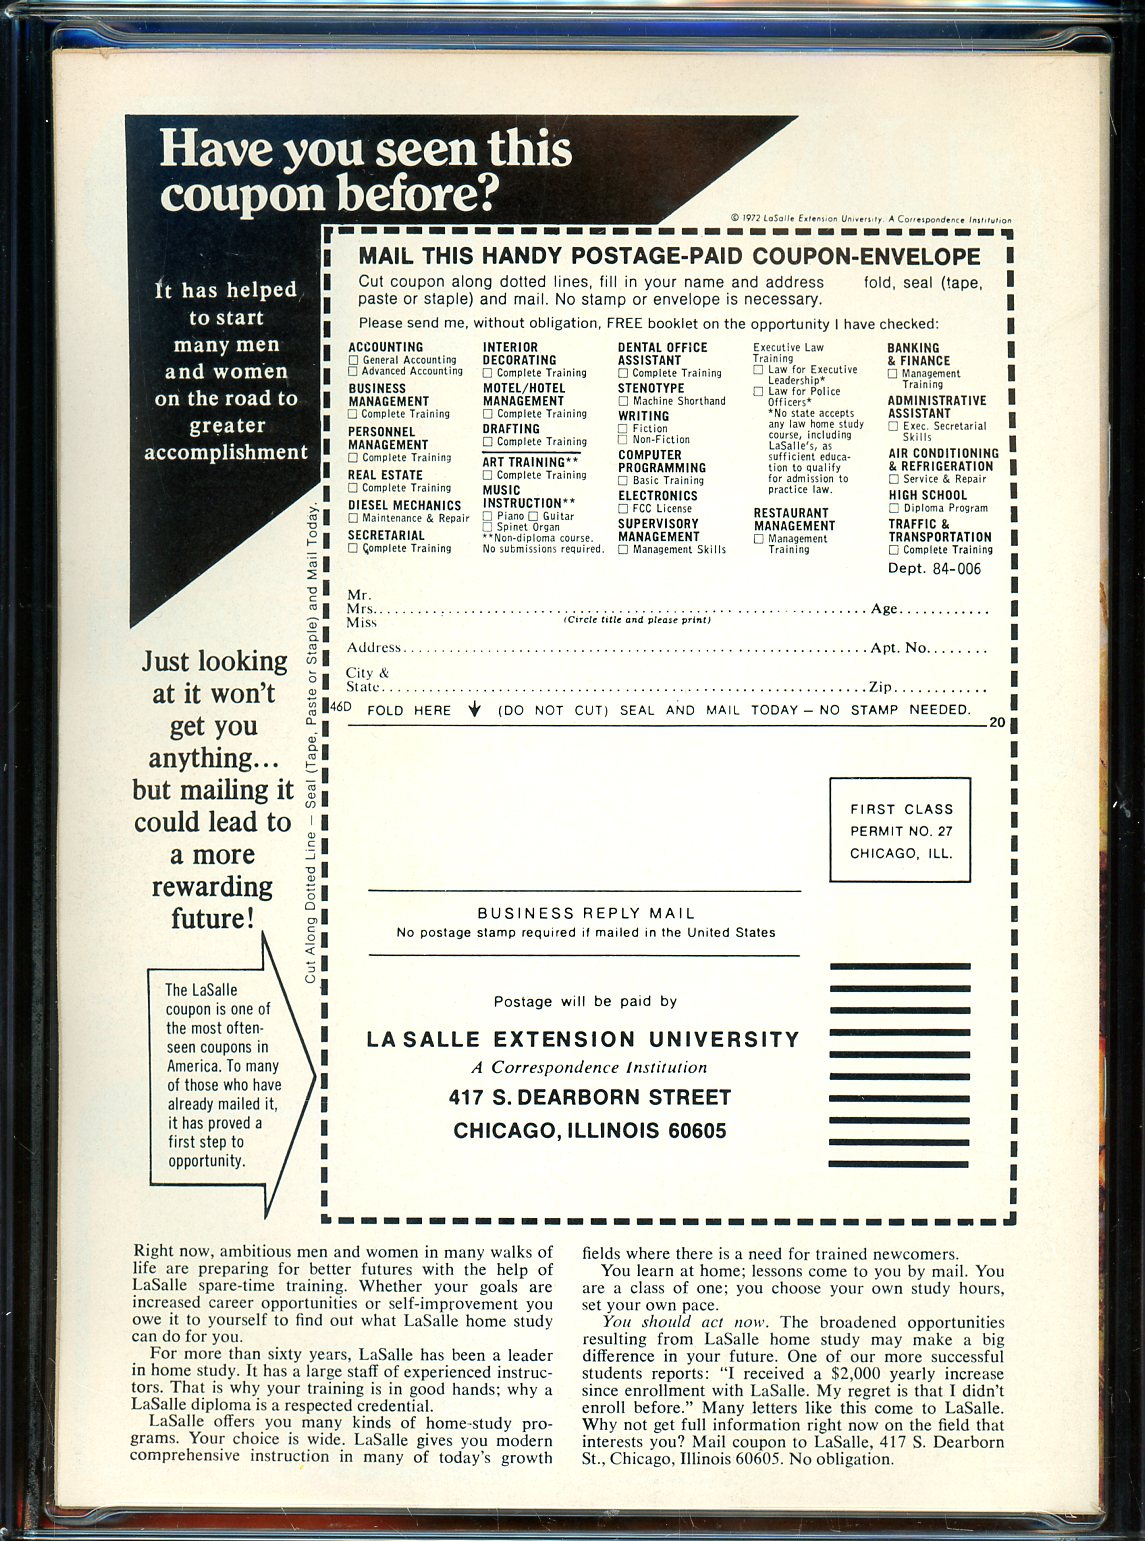 Have you seen this
coupon before?
© 1972 LaSalle Extension University. A Correspondence Institution
It has helped
to start
many men
and women
on the road to
greater
accomplishment
Just looking
at it won't
get you
anything...
but mailing it
could lead to
a more
rewarding
future!
The LaSalle
coupon is one of
the most often-
seen coupons in
America. To many
of those who have
already mailed it,
it has proved a
first step to
opportunity.
Cut Along Dotted Line — Seal (Tape, Paste or Staple) and Mail Today.
MAIL THIS HANDY POSTAGE-PAID COUPON-ENVELOPE
Cut coupon along dotted lines, fill in your name and address fold, seal (tape,
paste or staple) and mail. No stamp or envelope is necessary.
Please send me, without obligation, FREE booklet on the opportunity I have checked:
ACCOUNTING
☐ General Accounting
☐ Advanced Accounting
BUSINESS
MANAGEMENT
☐ Complete Training
PERSONNEL
MANAGEMENT
☐ Complete Training
REAL ESTATE
☐ Complete Training
DIESEL MECHANICS
☐ Maintenance & Repair
SECRETARIAL
☐ Complete Training
INTERIOR
DECORATING
☐ Complete Training
MOTEL/HOTEL
MANAGEMENT
☐ Complete Training
DRAFTING
☐ Complete Training
ART TRAINING**
☐ Complete Training
MUSIC
INSTRUCTION**
☐ Piano ☐ Guitar
☐ Spinet Organ
**Non-diploma course.
No submissions required.
DENTAL OFFICE
ASSISTANT
☐ Complete Training
STENOTYPE
☐ Machine Shorthand
WRITING
☐ Fiction
☐ Non-Fiction
COMPUTER
PROGRAMMING
☐ Basic Training
ELECTRONICS
☐ FCC License
SUPERVISORY
MANAGEMENT
☐ Management Skills
Executive Law
Training
☐ Law for Executive
Leadership*
☐ Law for Police
Officers*
*No state accepts
any law home study
course, including
LaSalle's, as
sufficient educa-
tion to qualify
for admission to
practice law.
RESTAURANT
MANAGEMENT
☐ Management
Training
BANKING
& FINANCE
☐ Management
Training
ADMINISTRATIVE
ASSISTANT
☐ Exec. Secretarial
Skills
AIR CONDITIONING
& REFRIGERATION
☐ Service & Repair
HIGH SCHOOL
☐ Diploma Program
TRAFFIC &
TRANSPORTATION
☐ Complete Training
Dept. 84-006
Mr.
Mrs. Age
Miss (Circle title and please print)
Address Apt. No.
City &
State Zip
46D FOLD HERE ↓ (DO NOT CUT) SEAL AND MAIL TODAY — NO STAMP NEEDED.
20
FIRST CLASS
PERMIT NO. 27
CHICAGO, ILL.
BUSINESS REPLY MAIL
No postage stamp required if mailed in the United States
Postage will be paid by
LA SALLE EXTENSION UNIVERSITY
A Correspondence Institution
417 S. DEARBORN STREET
CHICAGO, ILLINOIS 60605
Right now, ambitious men and women in many walks of
life are preparing for better futures with the help of
LaSalle spare-time training. Whether your goals are
increased career opportunities or self-improvement you
owe it to yourself to find out what LaSalle home study
can do for you.
For more than sixty years, LaSalle has been a leader
in home study. It has a large staff of experienced instruc-
tors. That is why your training is in good hands; why a
LaSalle diploma is a respected credential.
LaSalle offers you many kinds of home-study pro-
grams. Your choice is wide. LaSalle gives you modern
comprehensive instruction in many of today's growth
fields where there is a need for trained newcomers.
You learn at home; lessons come to you by mail. You
are a class of one; you choose your own study hours,
set your own pace.
You should act now. The broadened opportunities
resulting from LaSalle home study may make a big
difference in your future. One of our more successful
students reports: "I received a $2,000 yearly increase
since enrollment with LaSalle. My regret is that I didn't
enroll before." Many letters like this come to LaSalle.
Why not get full information right now on the field that
interests you? Mail coupon to LaSalle, 417 S. Dearborn
St., Chicago, Illinois 60605. No obligation.